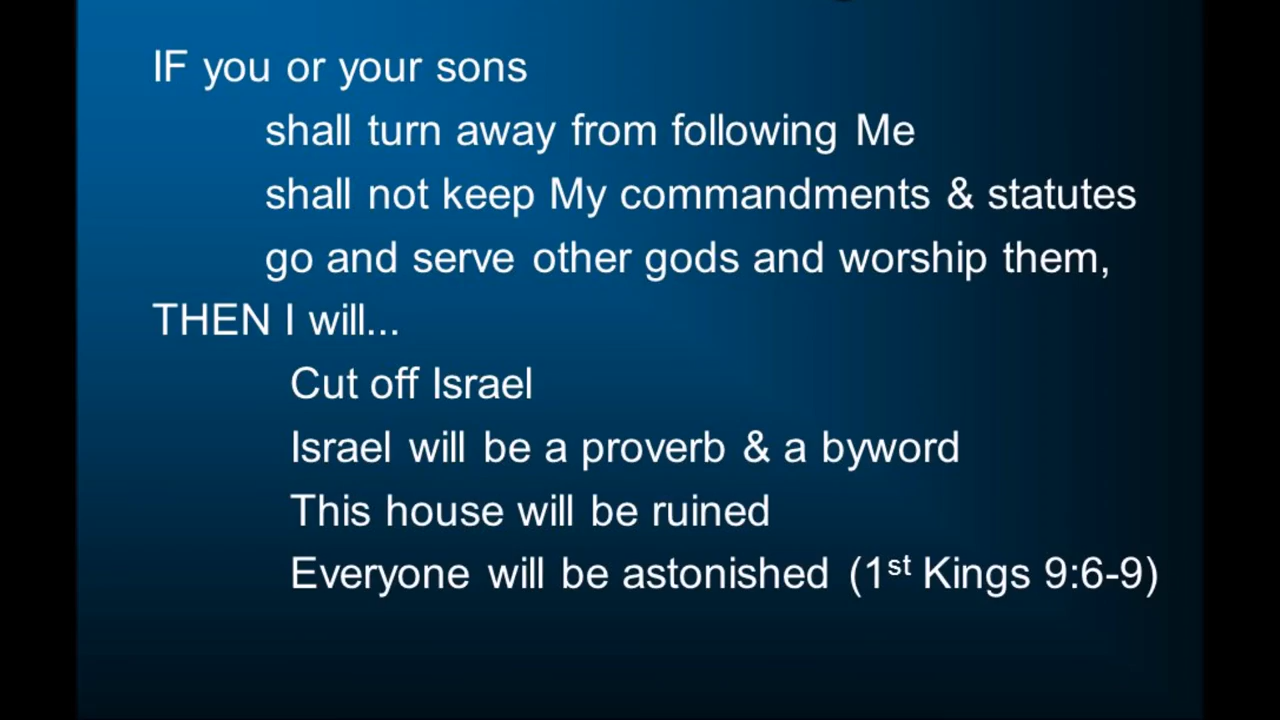 IF you or your sons
shall turn away from following Me
shall not keep My commandments & statutes
go and serve other gods and worship them,
THEN I will...
Cut off Israel
Israel will be a proverb & a byword
This house will be ruined
Everyone will be astonished (1st Kings 9:6-9)